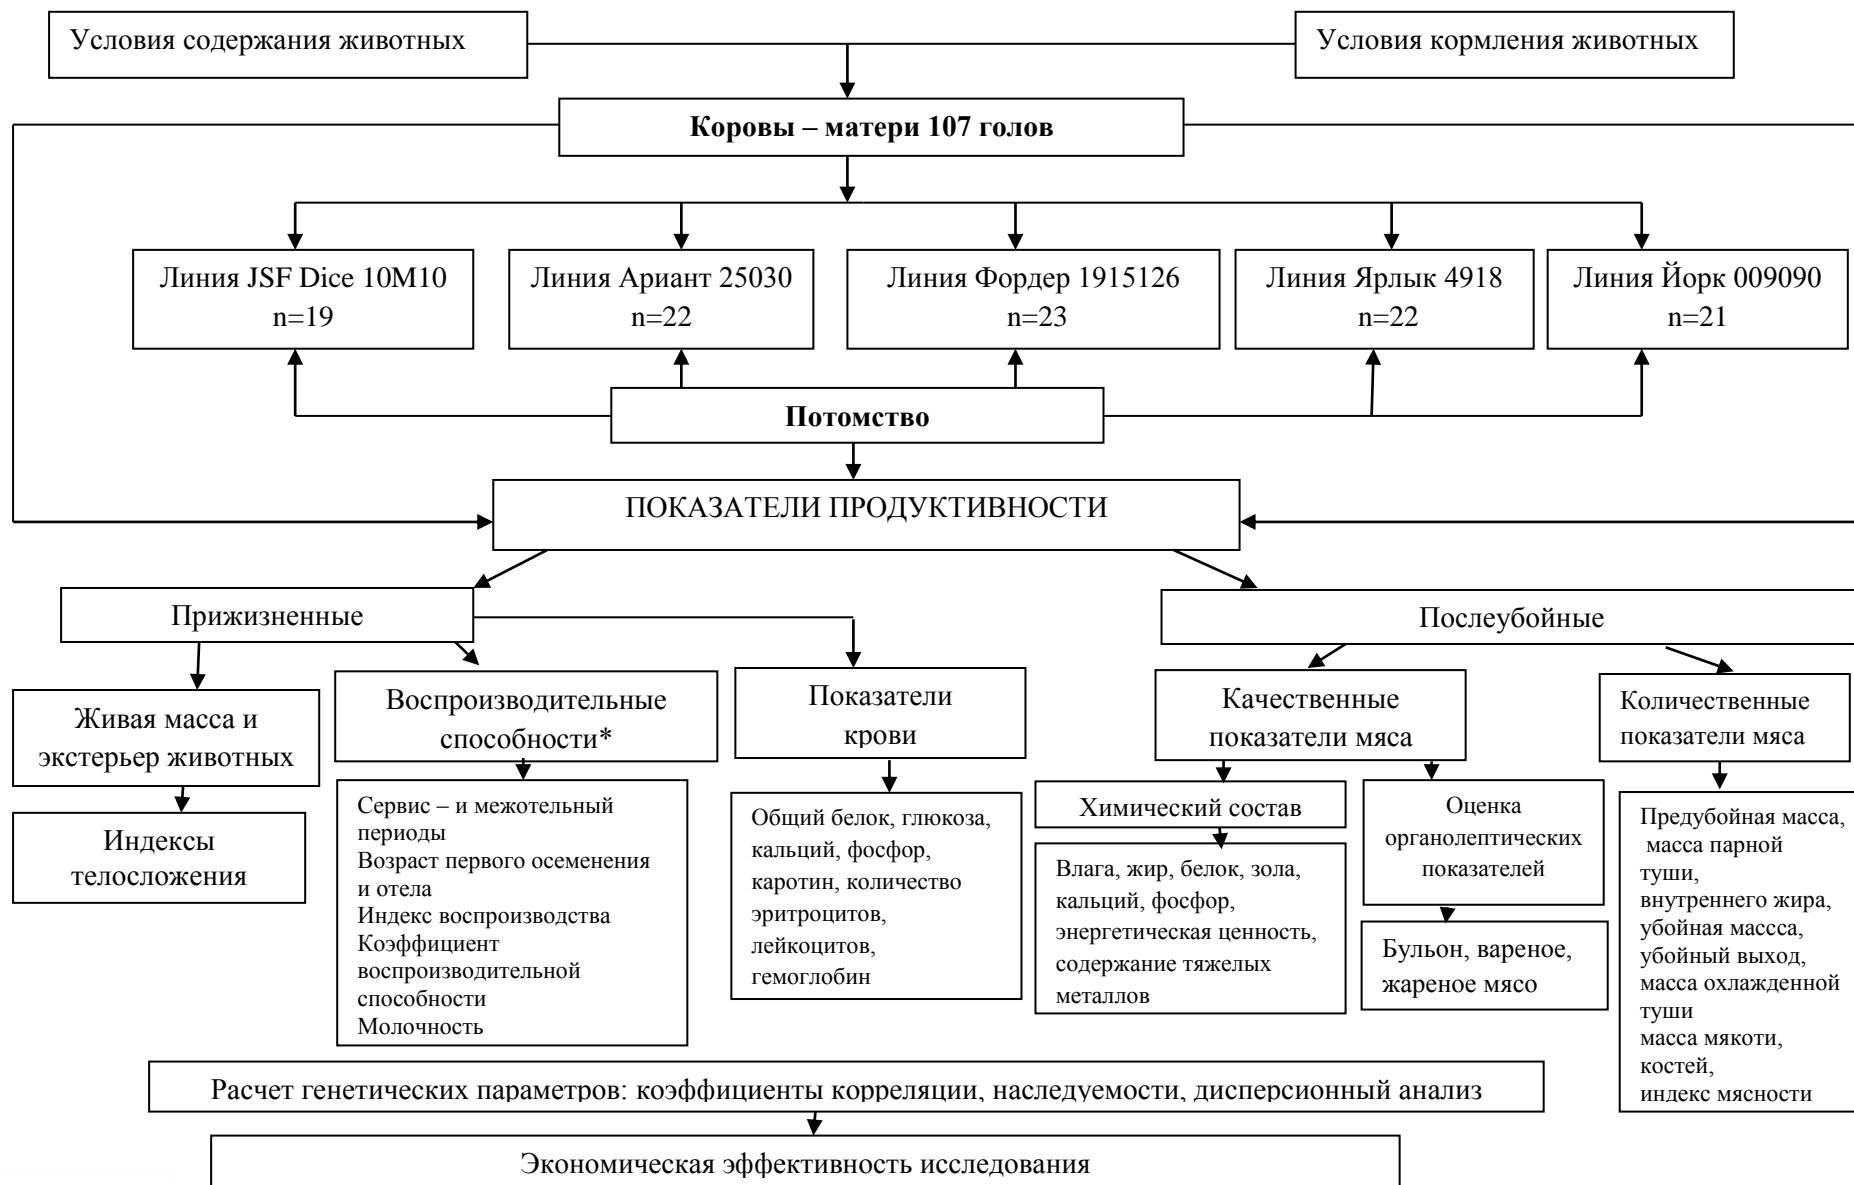 Условия содержания животных
Условия кормления животных
Коровы – матери 107 голов
Линия JSF Dice 10М10
n=19
Линия Ариант 25030
n=22
Линия Фордер 1915126
n=23
Линия Ярлык 4918
n=22
Линия Йорк 009090
n=21
Потомство
ПОКАЗАТЕЛИ ПРОДУКТИВНОСТИ
Прижизненные
Послеубойные
Живая масса и
экстерьер животных
Индексы
телосложения
Воспроизводительные
способности*
Сервис – и межотельный
периоды
Возраст первого осеменения
и отела
Индекс воспроизводства
Коэффициент
воспроизводительной
способности
Молочность
Показатели
крови
Общий белок, глюкоза,
кальций, фосфор,
каротин, количество
эритроцитов,
лейкоцитов,
гемоглобин
Качественные
показатели мяса
Химический состав
Влага, жир, белок, зола,
кальций, фосфор,
энергетическая ценность,
содержание тяжелых
металлов
Оценка
органолептических
показателей
Бульон, вареное,
жареное мясо
Количественные
показатели мяса
Предубойная масса,
масса парной
туши,
внутреннего жира,
убойная массса,
убойный выход,
масса охлажденной
туши
масса мякоти,
костей,
индекс мясности
Расчет генетических параметров: коэффициенты корреляции, наследуемости, дисперсионный анализ
Экономическая эффективность исследования